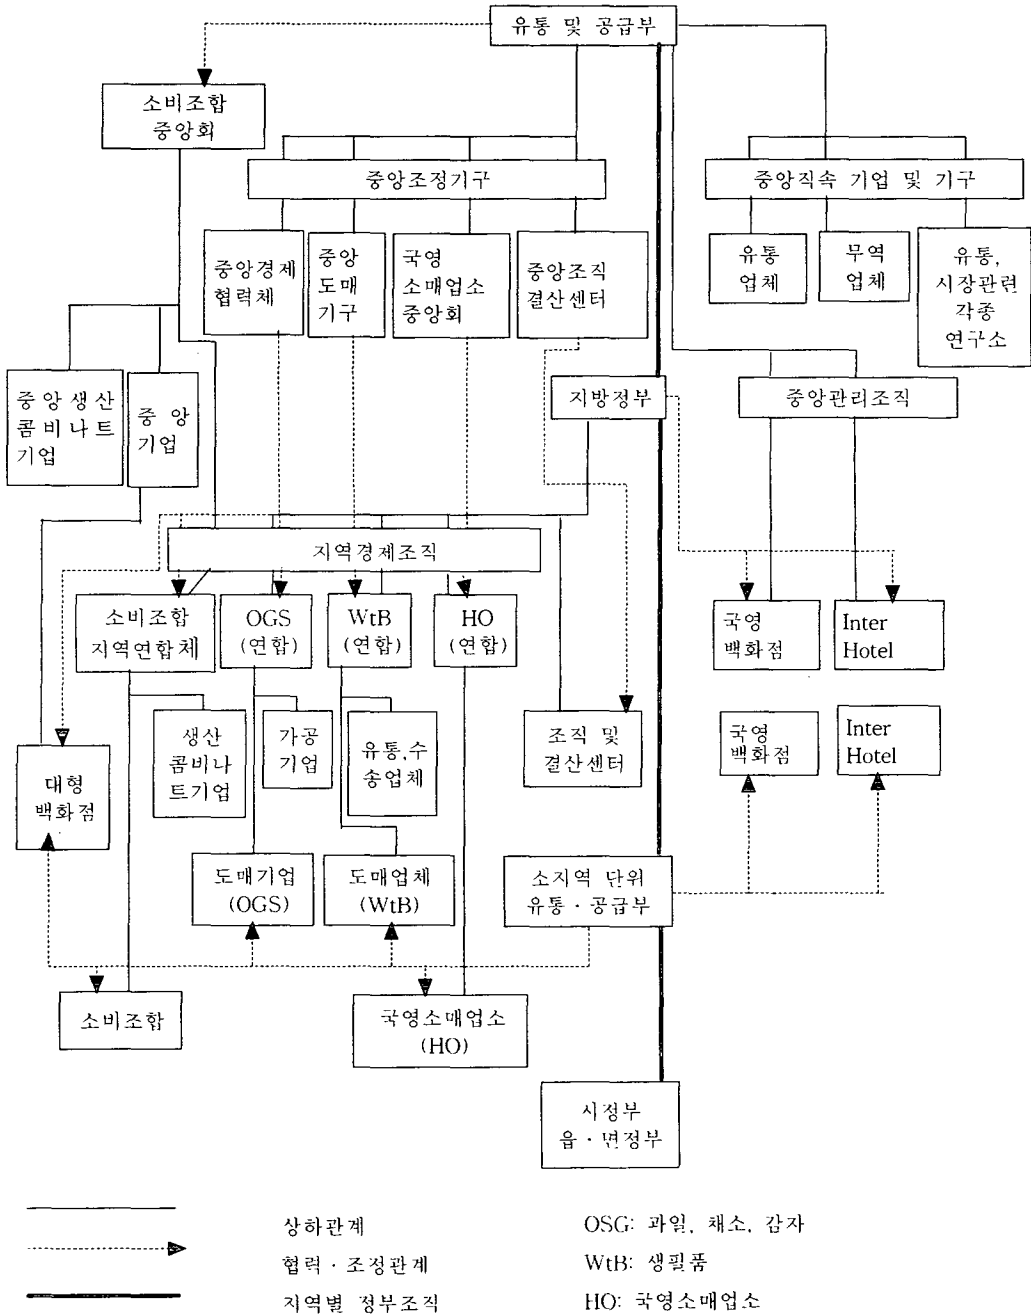 유통 및 공급부
소비조합
중앙회
중앙조정기구
중앙직속 기업 및 기구
중앙경제
협력체
중앙
도매
기구
국영
소매업소
중앙회
중앙조직
결산센터
유통
업체
무역
업체
유통,
시장관련
각종
연구소
중앙생산
콤비나트
기업
중앙
기업
지방정부
중앙관리조직
지역경제조직
소비조합
지역연합체
OGS
(연합)
WtB
(연합)
HO
(연합)
국영
백화점
Inter
Hotel
생산
콤비나
트기업
가공
기업
유통,수
송업체
조직 및
결산센터
국영
백화점
Inter
Hotel
대형
백화점
도매기업
(OGS)
도매업체
(WtB)
소지역 단위
유통·공급부
소비조합
국영소매업소
(HO)
시정부
읍·면정부
상하관계
OSG: 과일, 채소, 감자
협력·조정관계
WtB: 생필품
지역별 정부조직
HO: 국영소매업소